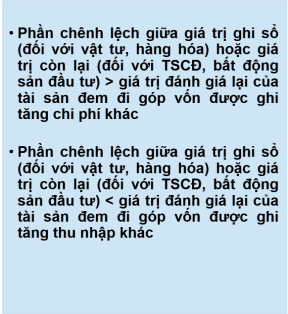 • Phần chênh lệch giữa giá trị ghi sổ
(đối với vật tư, hàng hóa) hoặc giá
trị còn lại (đối với TSCĐ, bất động
sản đầu tư) > giá trị đánh giá lại của
tài sản đem đi góp vốn được ghi
tăng chi phí khác
• Phần chênh lệch giữa giá trị ghi sổ
(đối với vật tư, hàng hóa) hoặc giá
trị còn lại (đối với TSCĐ, bất động
sản đầu tư) < giá trị đánh giá lại của
tài sản đem đi góp vốn được ghi
tăng thu nhập khác